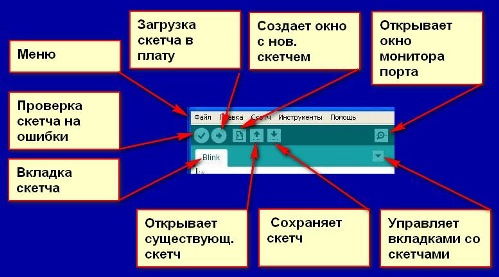 Загрузка
скетча в
плату
Создает окно
с нов.
скетчем
Открывает
окно
монитора
порта
Меню
Проверка
скетча на
ошибки
Вкладка
скетча
Файл Правка Скетч Инструменты Помощь
Blink
Открывает
существующ.
скетч
Сохраняет
скетч
Управляет
вкладками со
скетчами